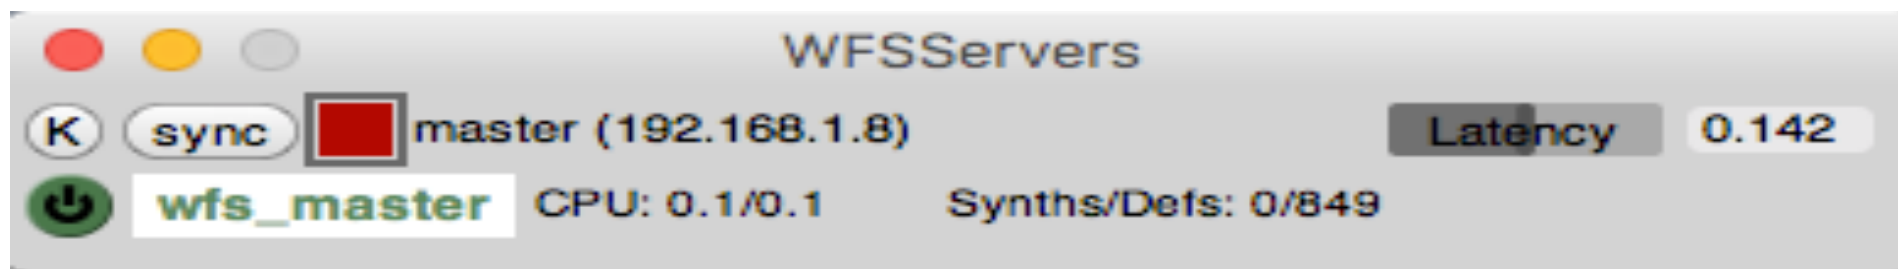 WFSServers
K sync master (192.168.1.8) Latency 0.142
wfs_master CPU: 0.1/0.1 Synths/Defs: 0/849